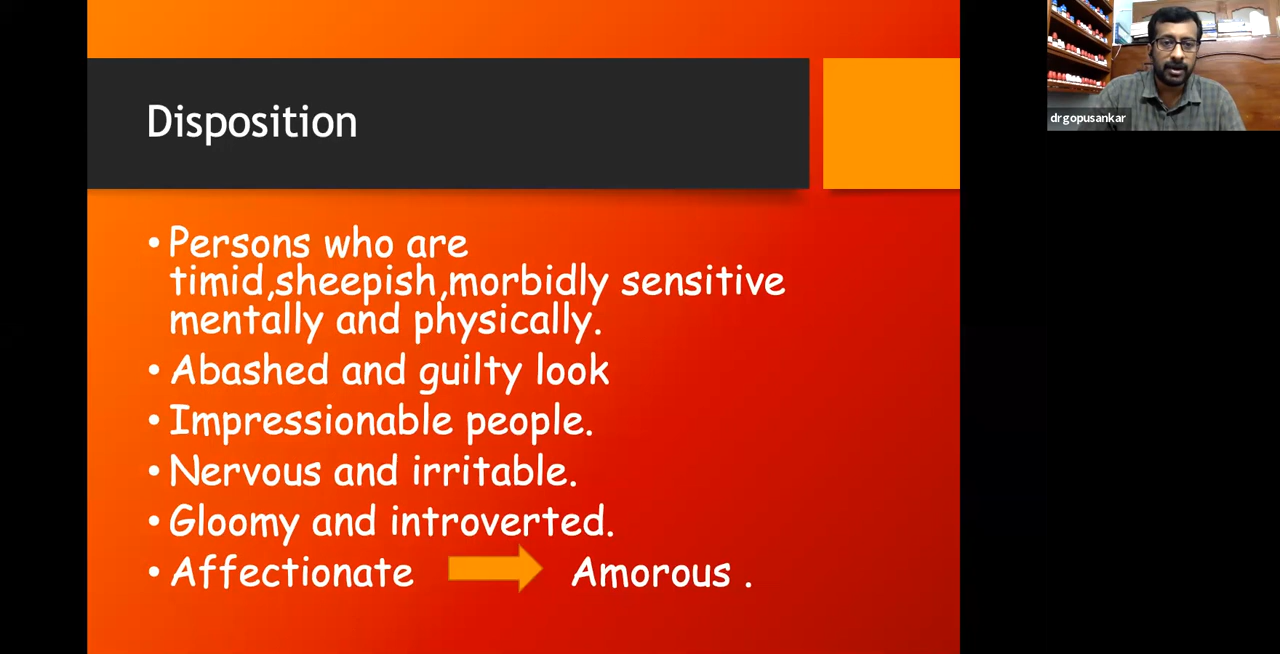 Disposition
• Persons who are
timid,sheepish,morbidly sensitive
mentally and physically.
• Abashed and guilty look
• Impressionable people.
• Nervous and irritable.
• Gloomy and introverted.
• Affectionate Amorous .
drgopusankar